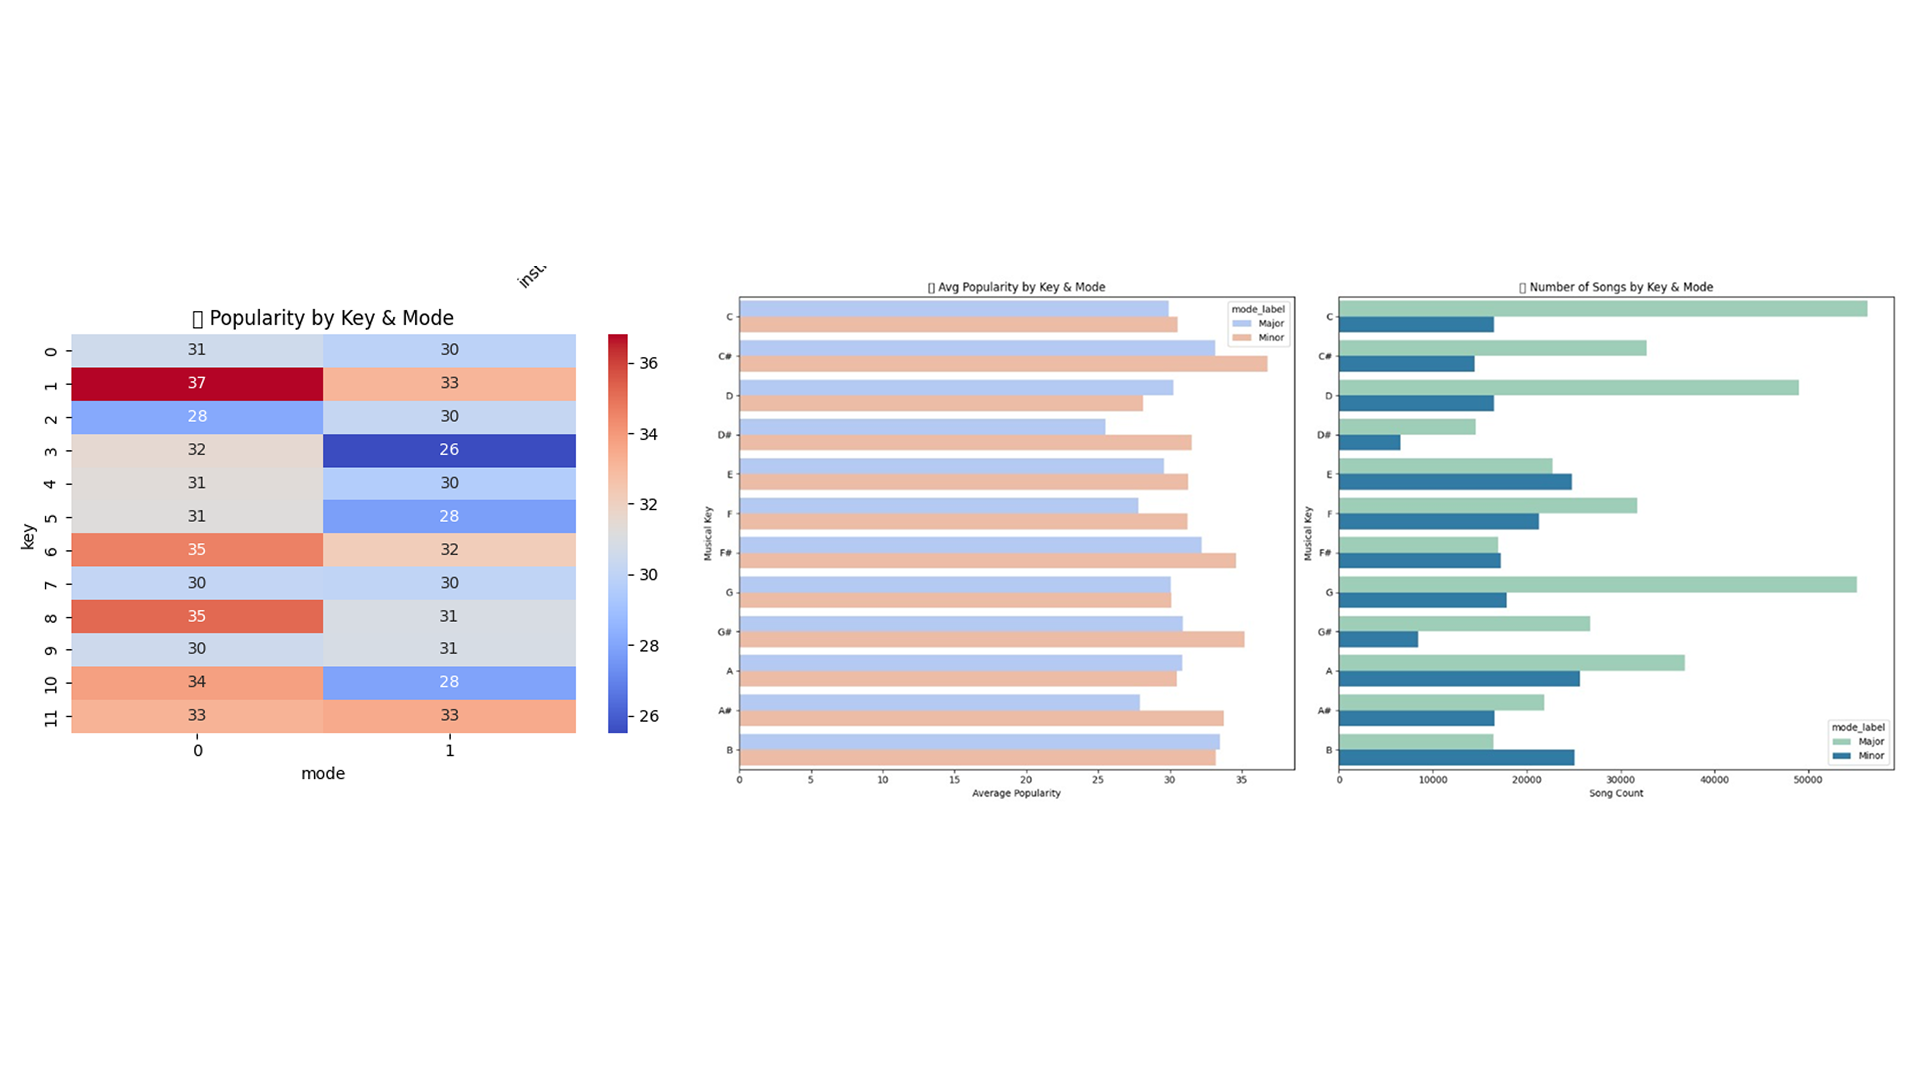 inst
▯ Popularity by Key & Mode
key
0 31 30
1 37 33
2 28 30
3 32 26
4 31 30
5 31 28
6 35 32
7 30 30
8 35 31
9 30 31
10 34 28
11 33 33
0 1
mode
36
34
32
30
28
26
▯ Avg Popularity by Key & Mode
mode_label
Major
Minor
Musical Key
C
C#
D
D#
E
F
F#
G
G#
A
A#
B
0 5 10 15 20 25 30 35
Average Popularity
▯ Number of Songs by Key & Mode
Musical Key
C
C#
D
D#
E
F
F#
G
G#
A
A#
B
mode_label
Major
Minor
0 10000 20000 30000 40000 50000
Song Count